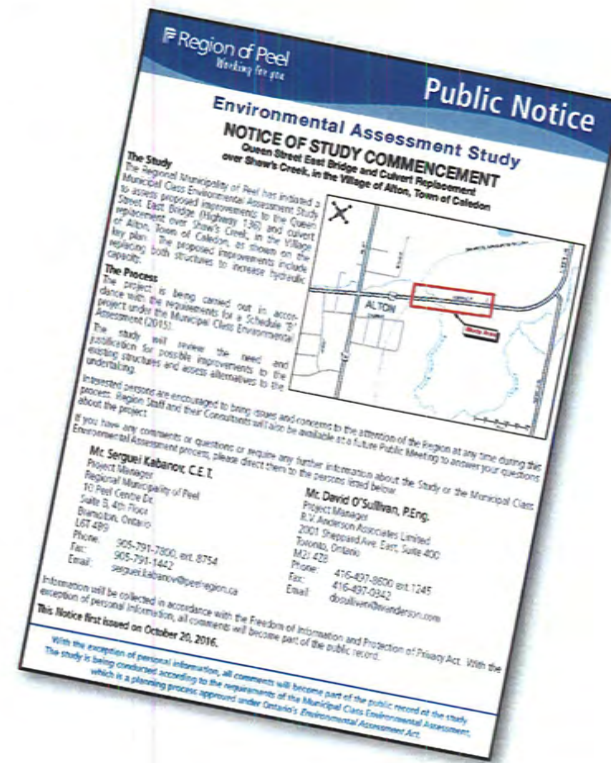 Region of Peel
Working for you
Public Notice
Environmental Assessment Study
NOTICE OF STUDY COMMENCEMENT
Queen Street East Bridge and Culvert Replacement
over Shaw's Creek, in the Village of Alton, Town of Caledon
The Study
The Regional Municipality of Peel has initiated a
Municipal Class Environmental Assessment Study
to assess proposed improvements to the Queen
Street East Bridge (Highway 136) and culvert
replacement over Shaw's Creek, in the Village
of Alton, Town of Caledon, as shown on the
key plan. The proposed improvements include
replacing both structures to increase hydraulic
capacity.
The Process
The project is being carried out in accor-
dance with the requirements for a Schedule "B"
project under the Municipal Class Environmental
Assessment (2015).
The study will review the need and
justification for possible improvements to the
existing structures and assess alternatives to the
undertaking.
ALTON
Study Area
Interested persons are encouraged to bring issues and concerns to the attention of the Region at any time during this
process. Region Staff and their Consultants will also be available at a future Public Meeting to answer your questions
about the project.
If you have any comments or questions or require any further information about the Study or the Municipal Class
Environmental Assessment process, please direct them to the persons listed below.
Mr. Serguei Kabanov, C.E.T.
Project Manager
Regional Municipality of Peel
10 Peel Centre Dr.
Suite B, 4th Floor
Brampton, Ontario
L6T 4B9
Phone: 905-791-7800, ext. 8754
Fax: 905-791-1442
Email: serguei.kabanov@peelregion.ca
Mr. David O'Sullivan, P.Eng.
Project Manager
R.V. Anderson Associates Limited
2001 Sheppard Ave. East, Suite 400
Toronto, Ontario
M2J 4Z8
Phone: 416-497-8600 ext. 1245
Fax: 416-497-0342
Email: dosullivan@rvanderson.com
Information will be collected in accordance with the Freedom of Information and Protection of Privacy Act. With the
exception of personal information, all comments will become part of the public record.
This Notice first issued on October 20, 2016.
With the exception of personal information, all comments will become part of the public record of the study.
The study is being conducted according to the requirements of the Municipal Class Environmental Assessment,
which is a planning process approved under Ontario's Environmental Assessment Act.